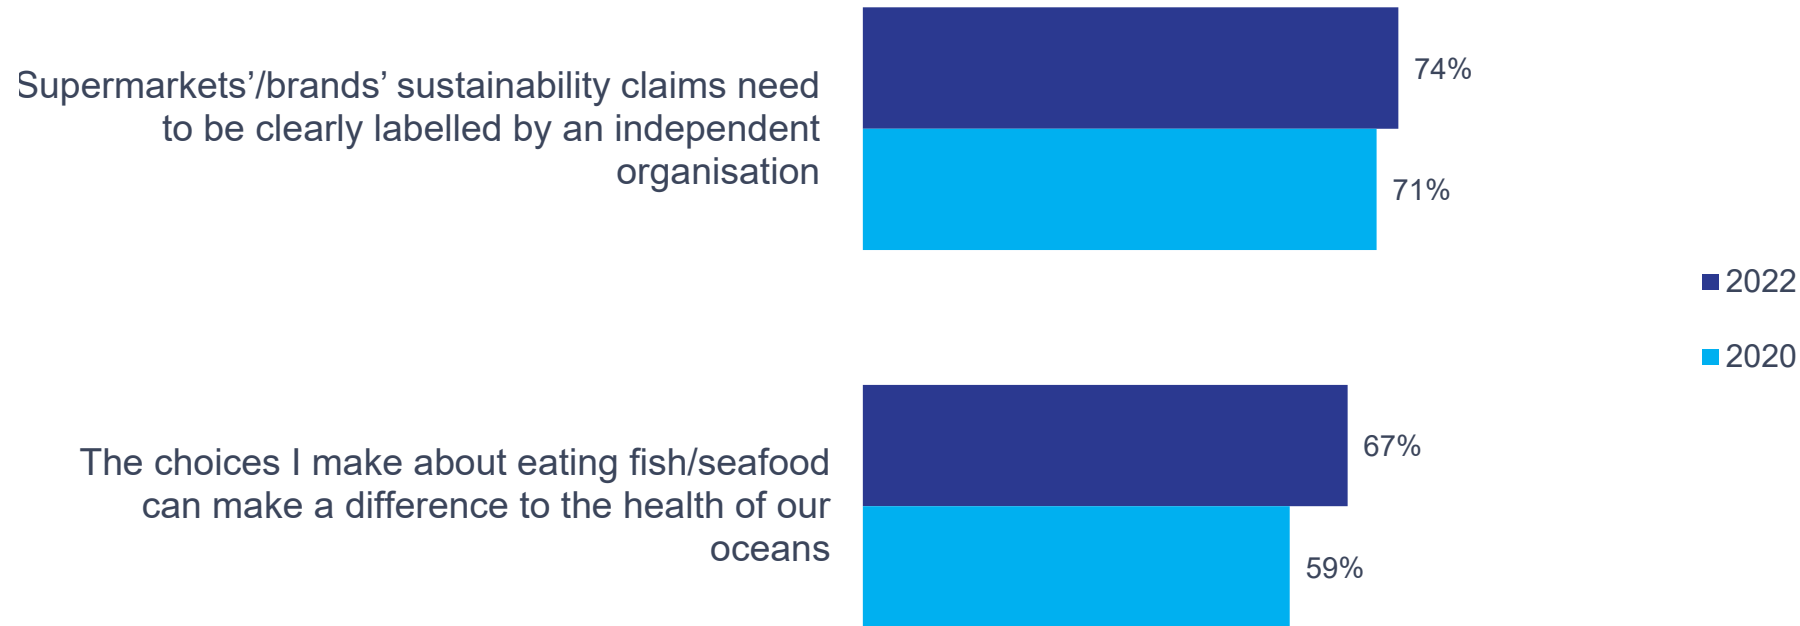 Supermarkets’/brands’ sustainability claims need
to be clearly labelled by an independent
organisation
74%
71%
2022
2020
The choices I make about eating fish/seafood
can make a difference to the health of our
oceans
67%
59%